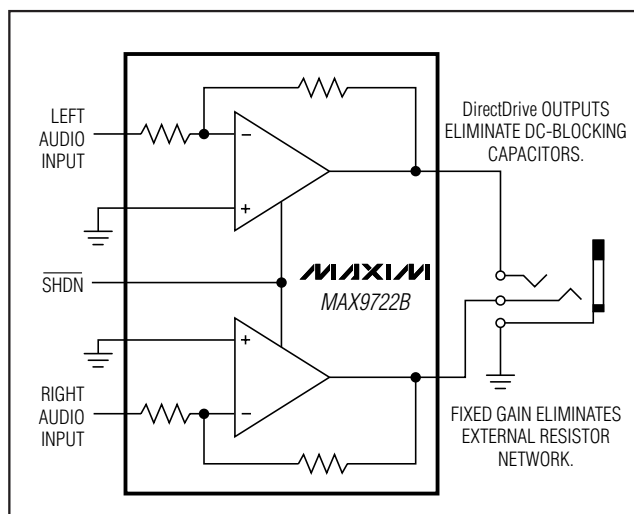 LEFT
AUDIO
INPUT
DirectDrive OUTPUTS
ELIMINATE DC-BLOCKING
CAPACITORS.
−
+
SHDN
MAXIM
MAX9722B
+
−
RIGHT
AUDIO
INPUT
FIXED GAIN ELIMINATES
EXTERNAL RESISTOR
NETWORK.